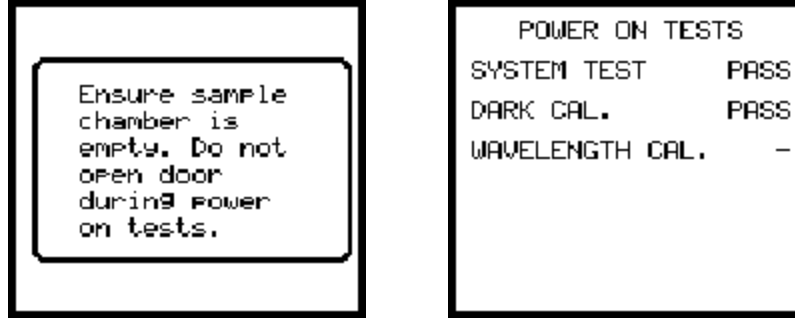 Ensure sample
chamber is
empty. Do not
open door
during power
on tests.
POWER ON TESTS
SYSTEM TEST PASS
DARK CAL. PASS
WAVELENGTH CAL. -